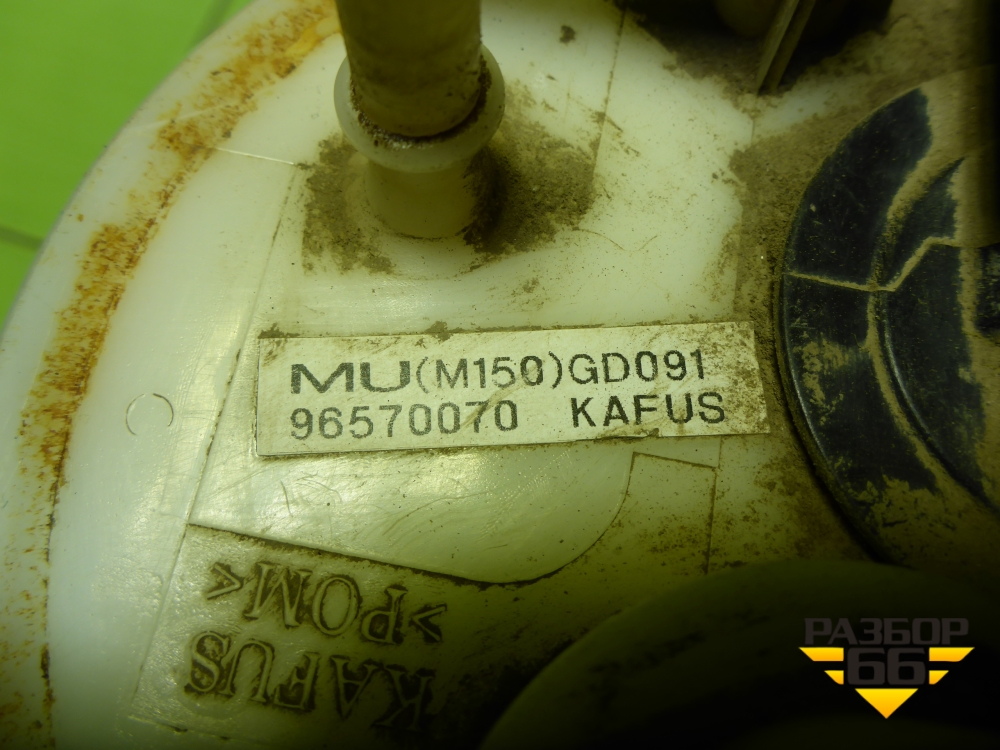 MU(M150)GD091
96570070 KAFUS
>POM<
KAFUS
РАЗБОР
66